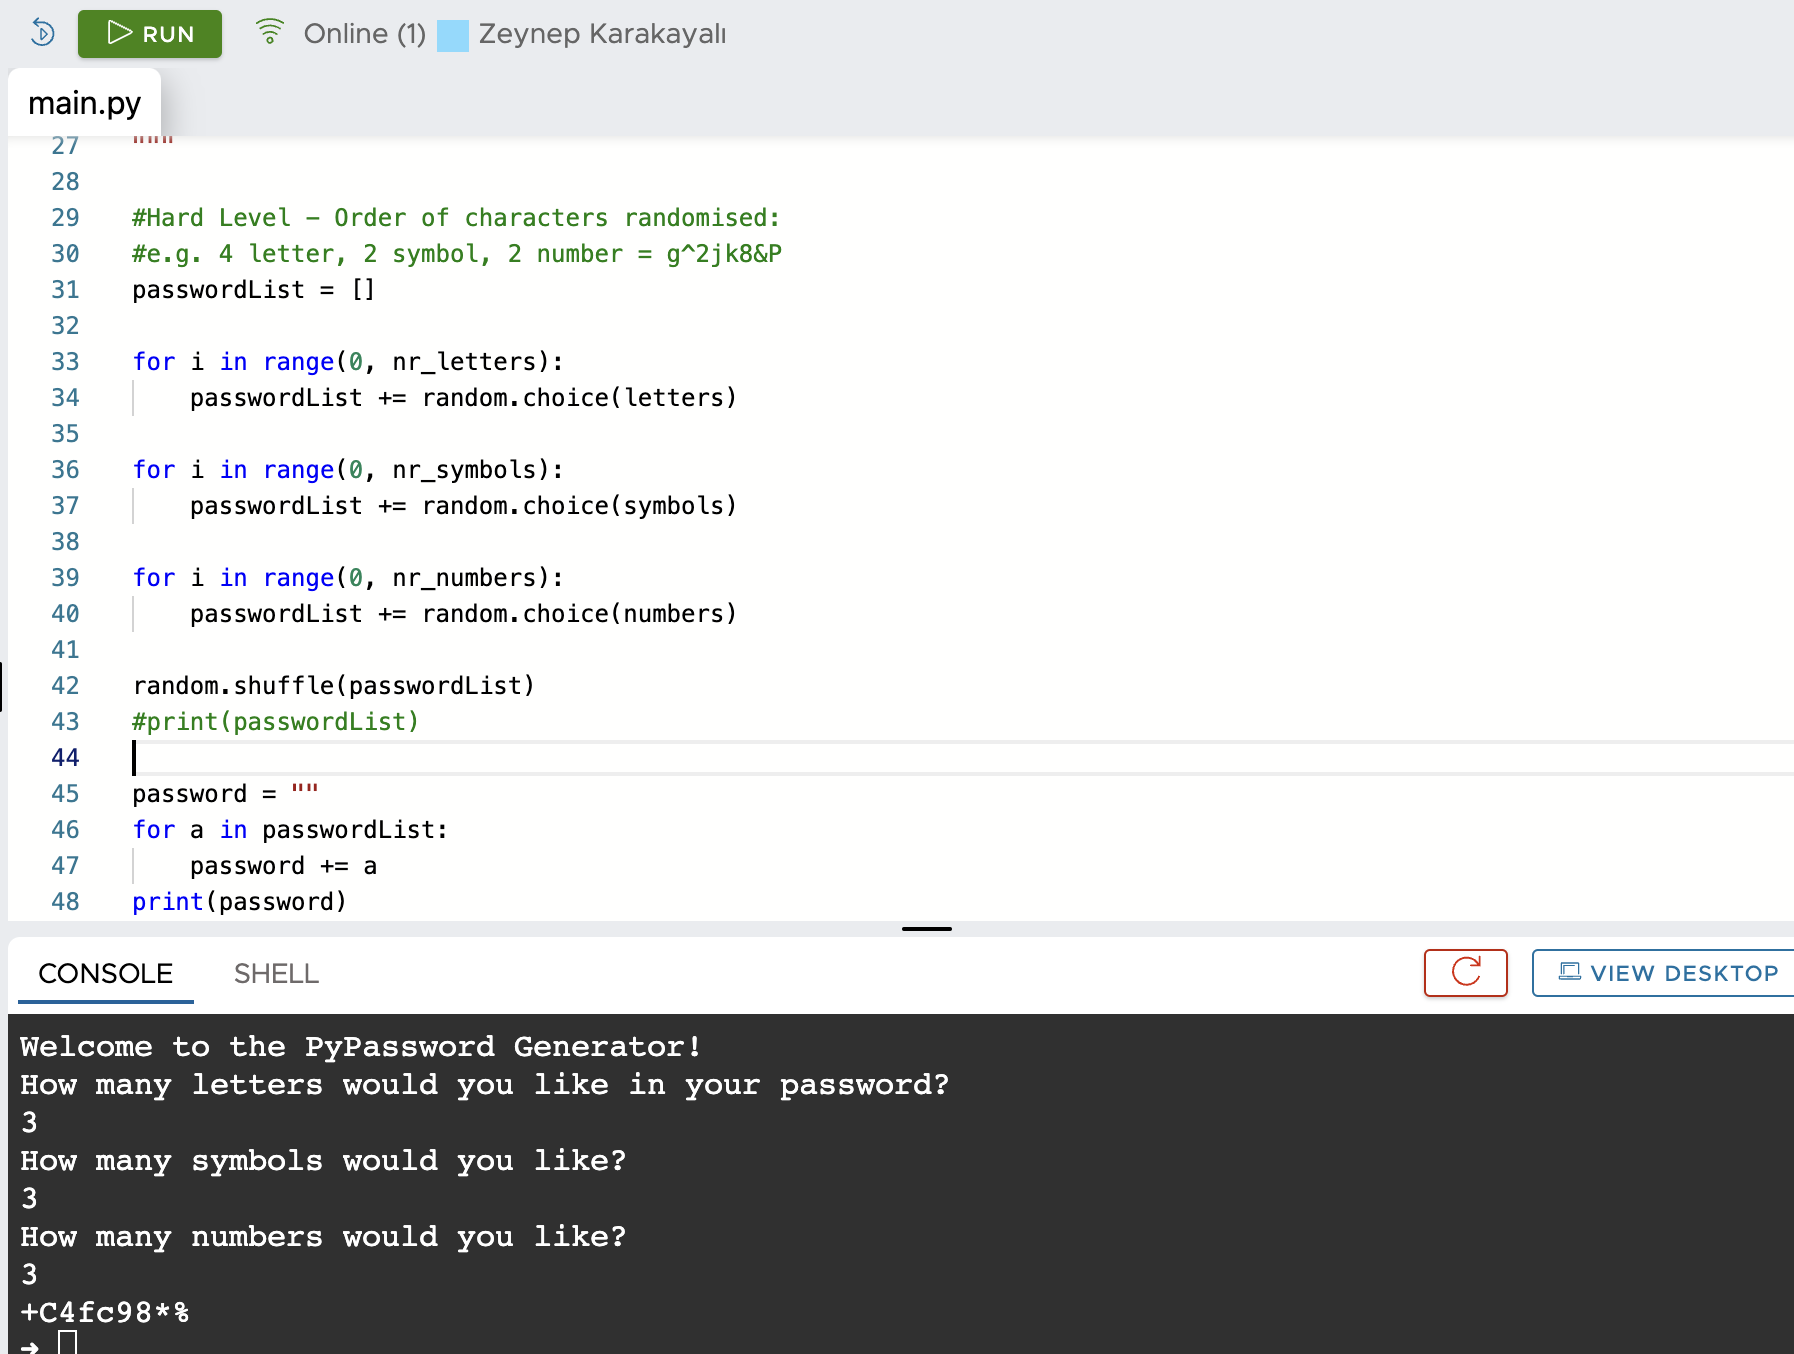 RUN Online (1) Zeynep Karakayalı
main.py
27 """
28
29 #Hard Level - Order of characters randomised:
30 #e.g. 4 letter, 2 symbol, 2 number = g^2jk8&P
31 passwordList = []
32
33 for i in range(0, nr_letters):
34     passwordList += random.choice(letters)
35
36 for i in range(0, nr_symbols):
37     passwordList += random.choice(symbols)
38
39 for i in range(0, nr_numbers):
40     passwordList += random.choice(numbers)
41
42 random.shuffle(passwordList)
43 #print(passwordList)
44
45 password = ""
46 for a in passwordList:
47     password += a
48 print(password)
CONSOLE SHELL VIEW DESKTOP
Welcome to the PyPassword Generator!
How many letters would you like in your password?
3
How many symbols would you like?
3
How many numbers would you like?
3
+C4fc98*%
➜